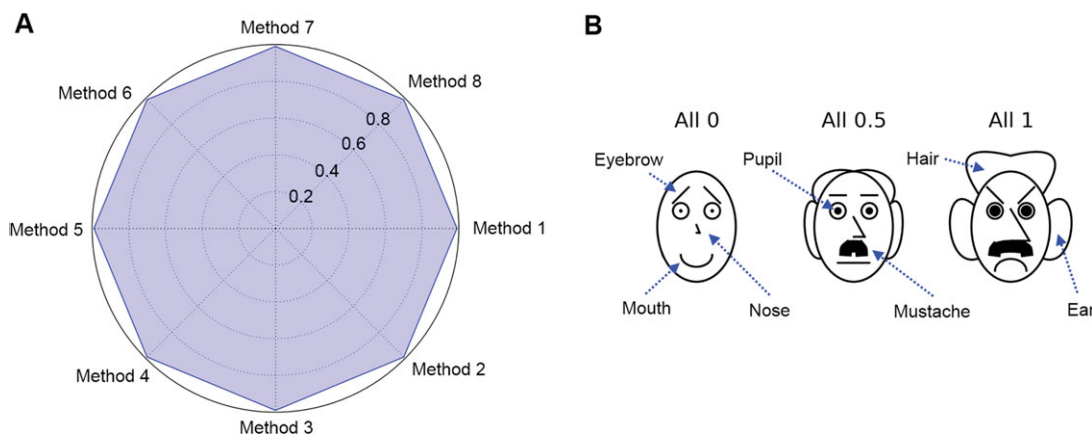 A
Method 7
Method 6
Method 8
0.8
0.6
0.4
0.2
Method 5
Method 1
Method 4
Method 2
Method 3
B
All 0
All 0.5
All 1
Eyebrow
Pupil
Hair
Mouth
Nose
Mustache
Ear